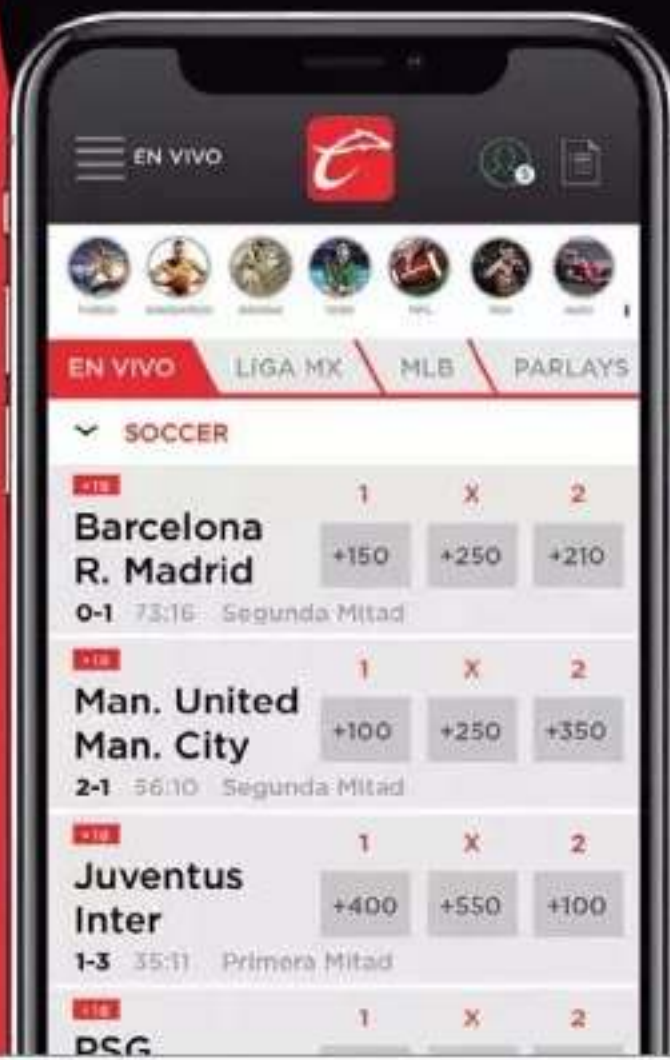 EN VIVO
EN VIVO LIGA MX MLB PARLAYS
SOCCER
1 X 2
Barcelona
R. Madrid
+150 +250 +210
0-1 73:16 Segunda Mitad
1 X 2
Man. United
Man. City
+100 +250 +350
2-1 56:10 Segunda Mitad
1 X 2
Juventus
Inter
+400 +550 +100
1-3 35:11 Primera Mitad
1 X 2
PSG